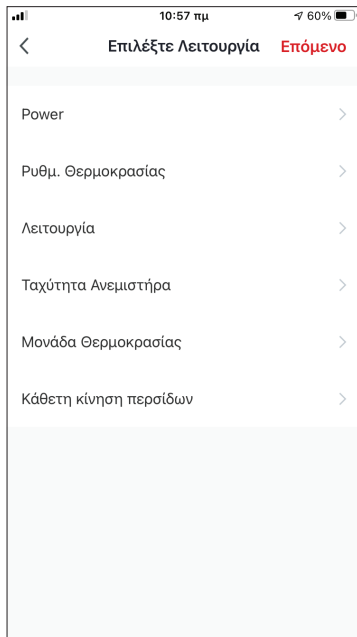 10:57 πμ
60%
Επιλέξτε Λειτουργία
Επόμενο
Power
Ρυθμ. Θερμοκρασίας
Λειτουργία
Ταχύτητα Ανεμιστήρα
Μονάδα Θερμοκρασίας
Κάθετη κίνηση περσίδων